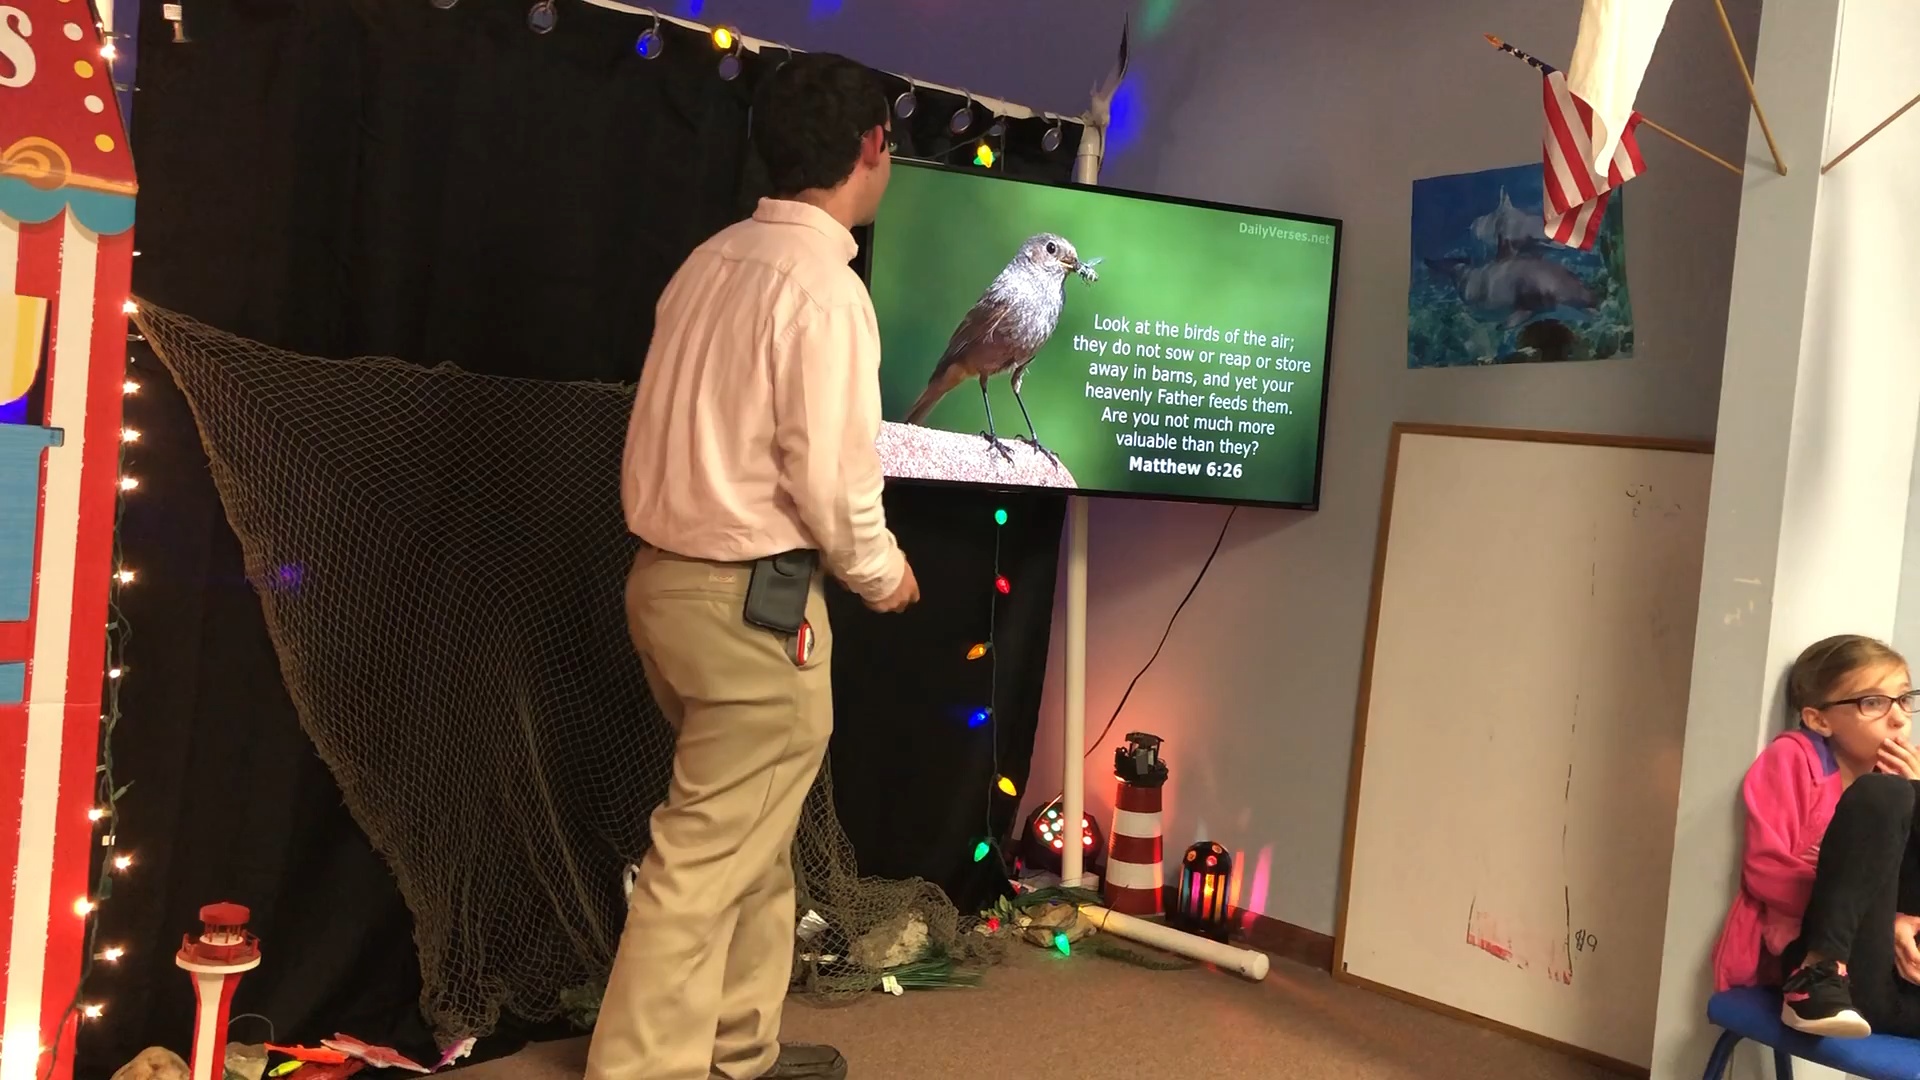 S
DailyVerses.net
Look at the birds of the air;
they do not sow or reap or store
away in barns, and yet your
heavenly Father feeds them.
Are you not much more
valuable than they?
Matthew 6:26